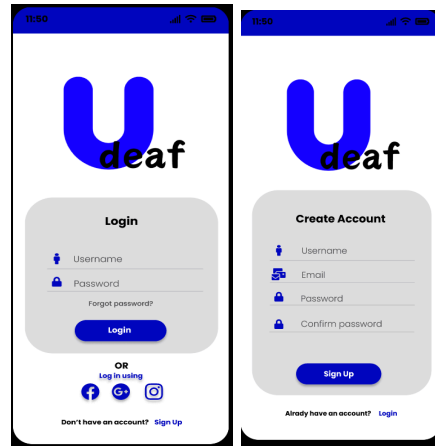 11:50
U
deaf
Login
Username
Password
Forgot password?
Login
OR
Log in using
G+
Don't have an account? Sign Up
11:50
U
deaf
Create Account
Username
Email
Password
Confirm password
Sign Up
Alrady have an account? Login